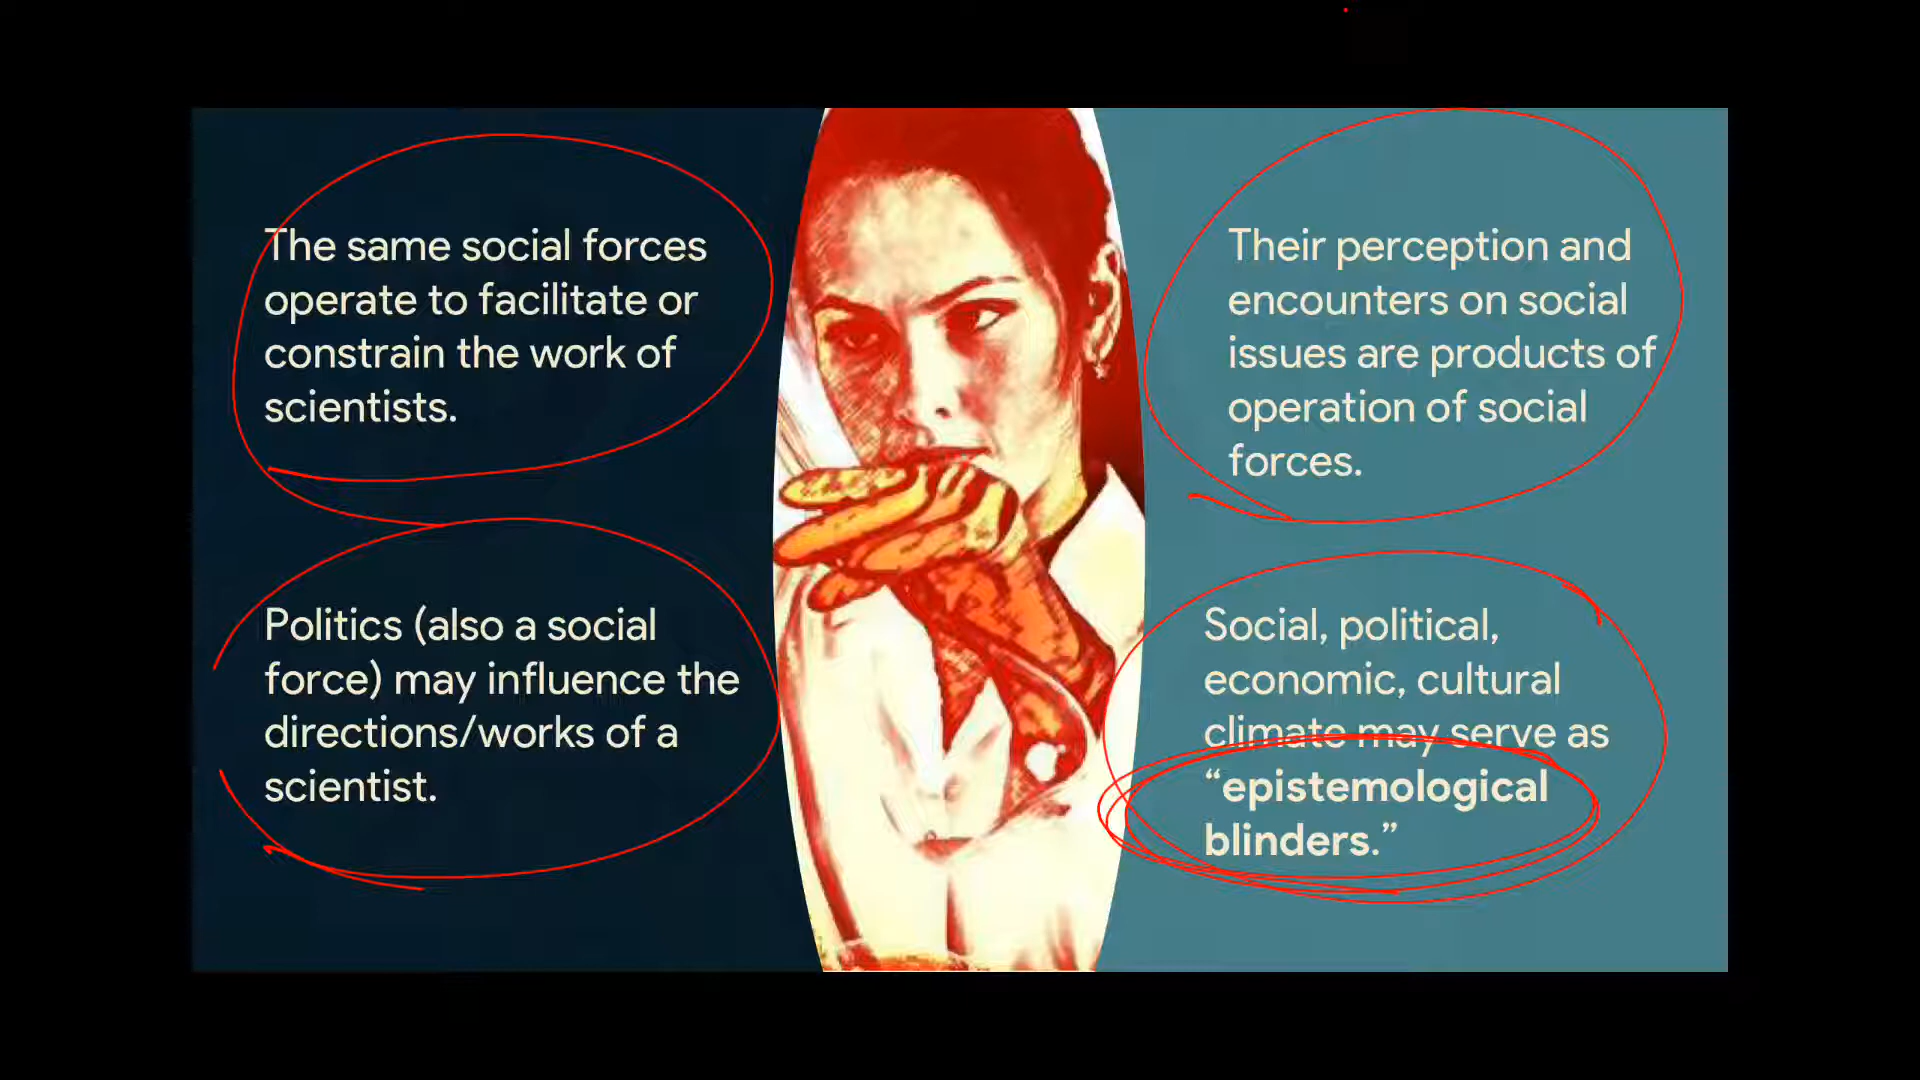 The same social forces
operate to facilitate or
constrain the work of
scientists.
Politics (also a social
force) may influence the
directions/works of a
scientist.
Their perception and
encounters on social
issues are products of
operation of social
forces.
Social, political,
economic, cultural
climate may serve as
“epistemological
blinders.”